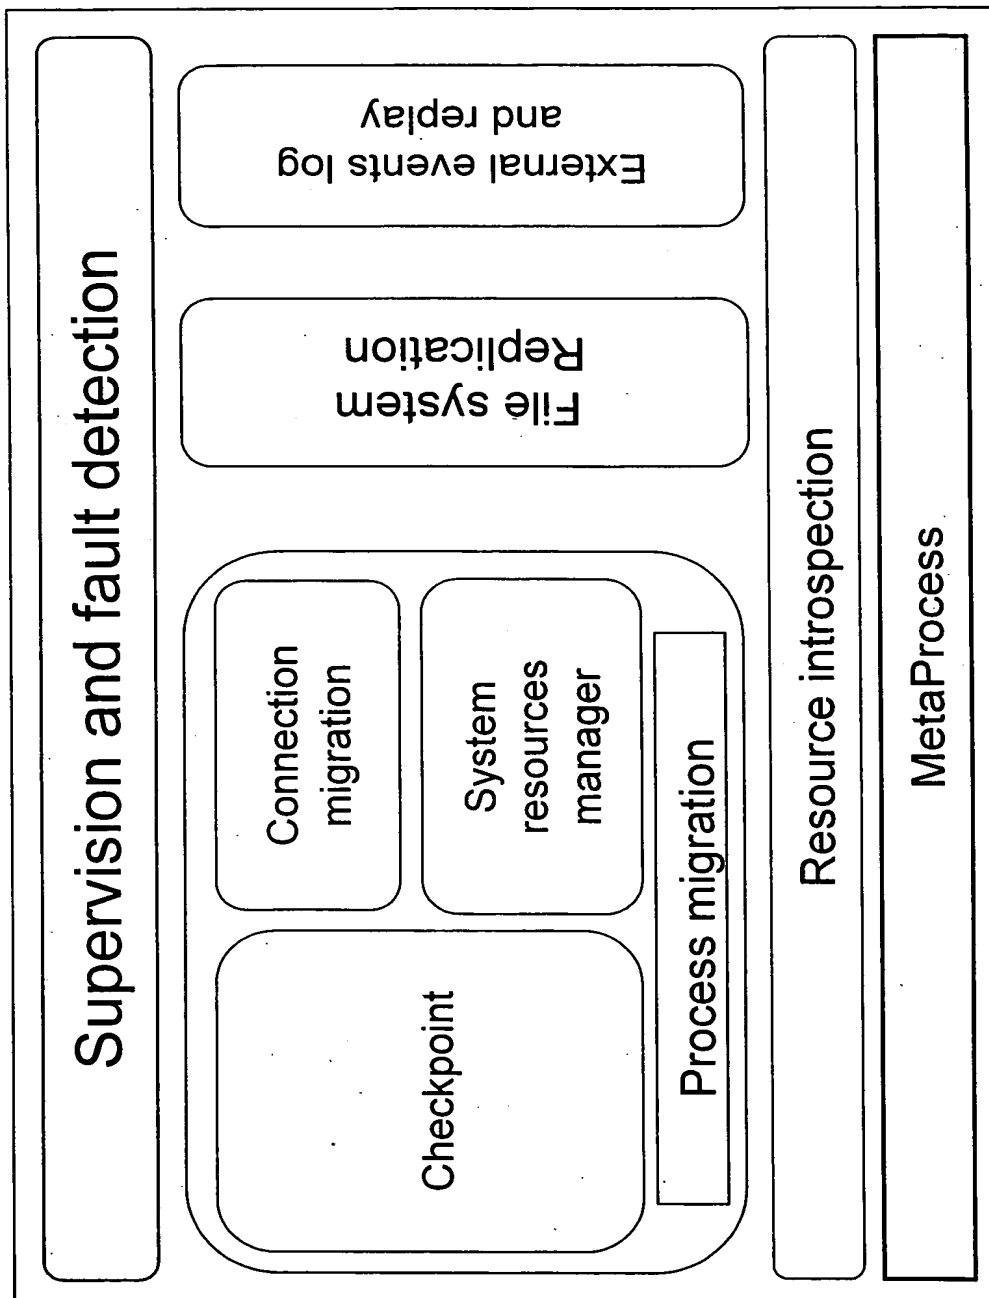 Supervision and fault detection
Checkpoint
Connection
migration
System
resources
manager
Process migration
File system
Replication
External events log
and replay
Resource introspection
MetaProcess